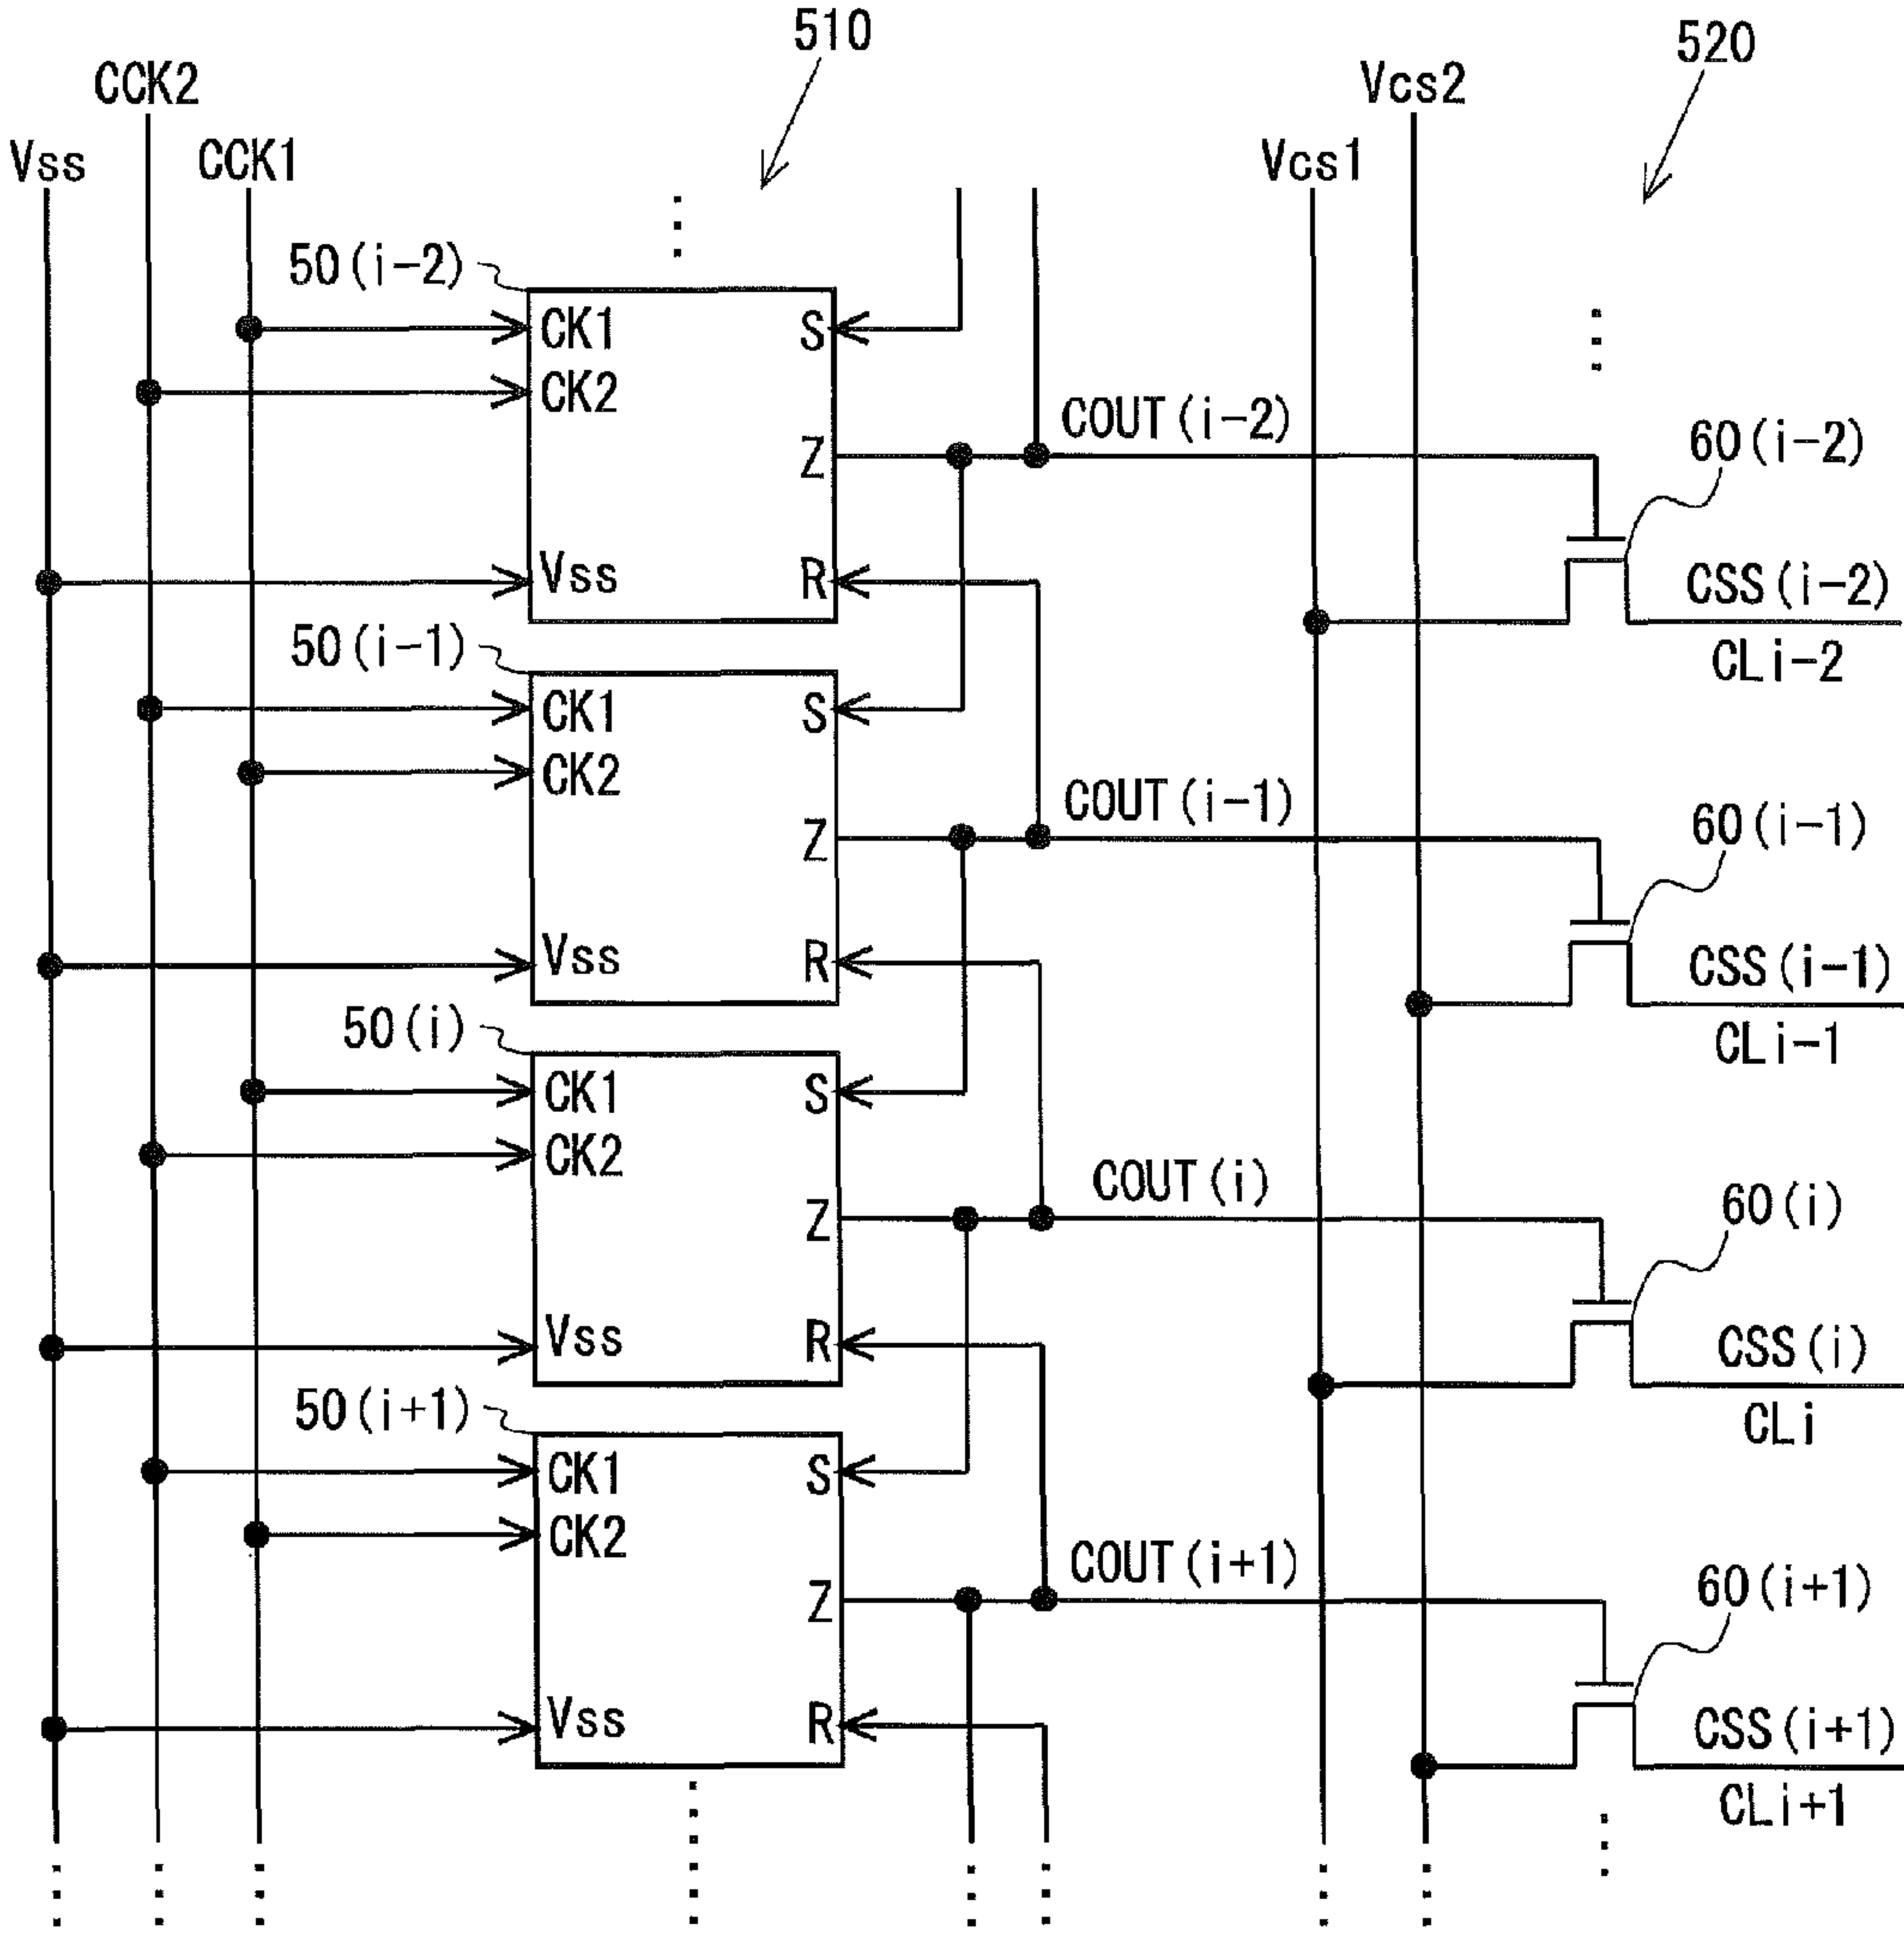 510
520
CCK2
Vcs2
Vss
CCK1
Vcs1
50(i-2)
CK1
S
CK2
COUT(i-2)
Z
60(i-2)
Vss
R
CSS(i-2)
CLi-2
50(i-1)
CK1
S
CK2
COUT(i-1)
Z
60(i-1)
Vss
R
CSS(i-1)
CLi-1
50(i)
CK1
S
CK2
COUT(i)
Z
60(i)
Vss
R
CSS(i)
CLi
50(i+1)
CK1
S
CK2
COUT(i+1)
Z
60(i+1)
Vss
R
CSS(i+1)
CLi+1